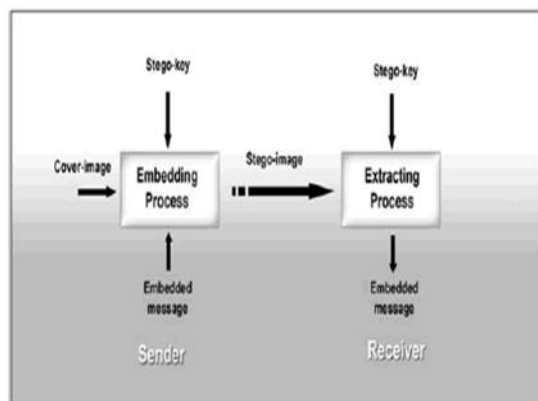 Stego-key
Stego-key
Cover-image
Embedding
Process
Stego-image
Extracting
Process
Embedded
message
Embedded
message
Sender
Receiver